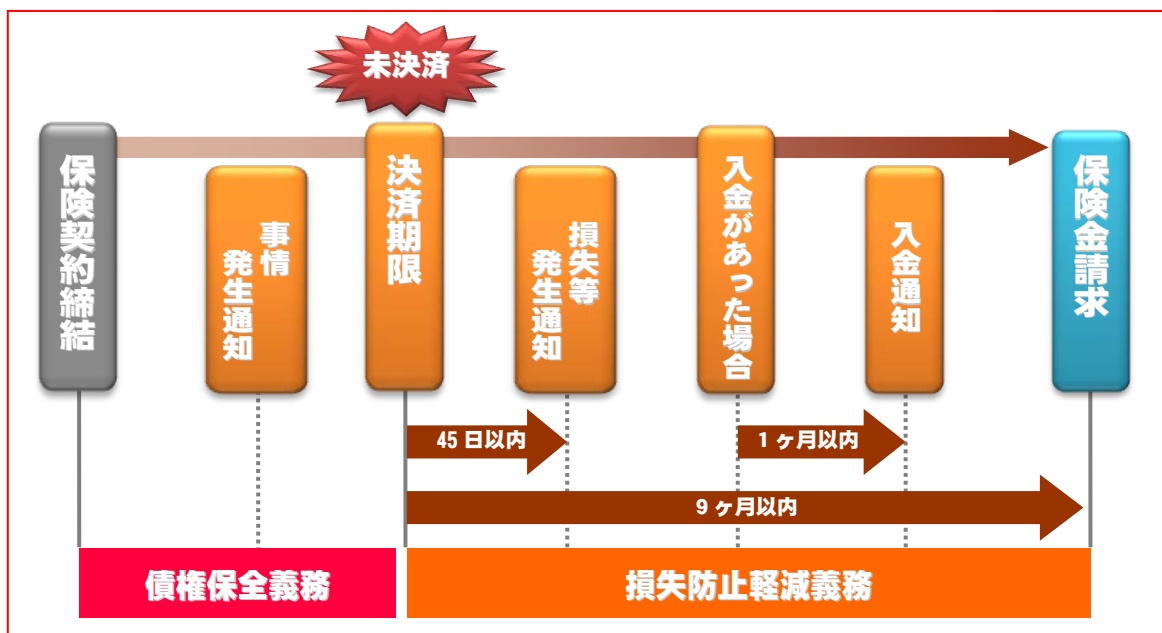 未決済
保険契約締結
事情
発生通知
決済期限
損失等
発生通知
入金があった場合
入金通知
保険金請求
45日以内
1ヶ月以内
9ヶ月以内
債権保全義務
損失防止軽減義務